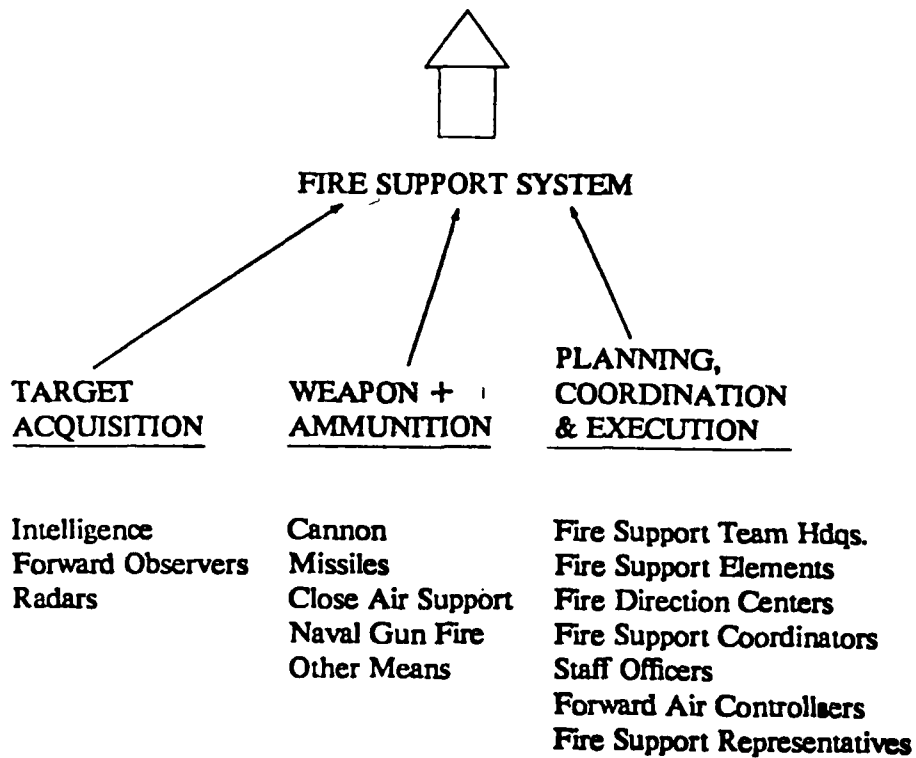 FIRE SUPPORT SYSTEM
TARGET
ACQUISITION
Intelligence
Forward Observers
Radars
WEAPON +
AMMUNITION
Cannon
Missiles
Close Air Support
Naval Gun Fire
Other Means
PLANNING,
COORDINATION
& EXECUTION
Fire Support Team Hdqs.
Fire Support Elements
Fire Direction Centers
Fire Support Coordinators
Staff Officers
Forward Air Controllers
Fire Support Representatives